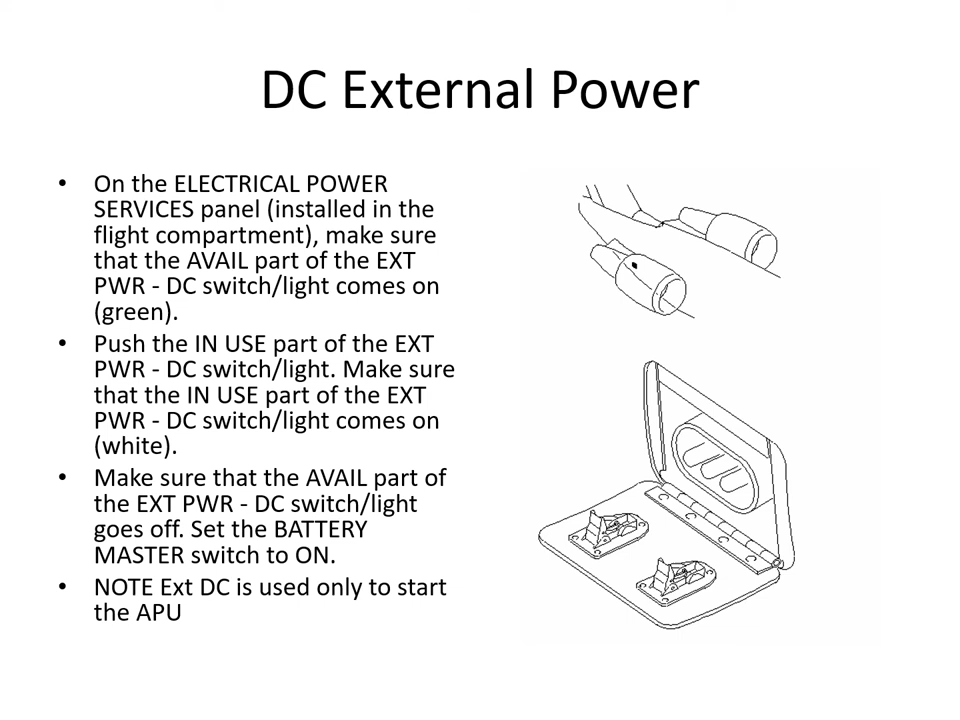 DC External Power
• On the ELECTRICAL POWER
SERVICES panel (installed in the
flight compartment), make sure
that the AVAIL part of the EXT
PWR - DC switch/light comes on
(green).
• Push the IN USE part of the EXT
PWR - DC switch/light. Make sure
that the IN USE part of the EXT
PWR - DC switch/light comes on
(white).
• Make sure that the AVAIL part of
the EXT PWR - DC switch/light
goes off. Set the BATTERY
MASTER switch to ON.
• NOTE Ext DC is used only to start
the APU